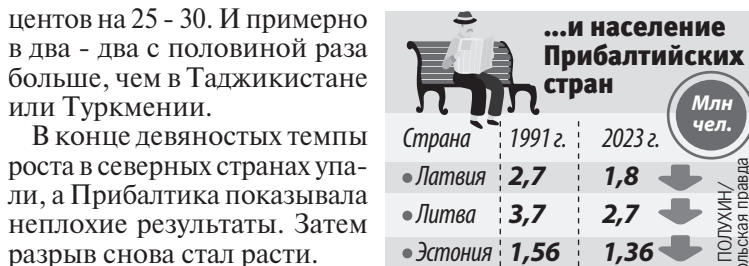 центов на 25 - 30. И примерно
в два - два с половиной раза
больше, чем в Таджикистане
или Туркмении.
В конце девяностых темпы
роста в северных странах упа-
ли, а Прибалтика показывала
неплохие результаты. Затем
разрыв снова стал расти.
...и население
Прибалтийских
стран
Млн
чел.
Страна 1991 г. 2023 г.
• Латвия 2,7 1,8
• Литва 3,7 2,7
• Эстония 1,56 1,36
ПОЛУХИН/
правда